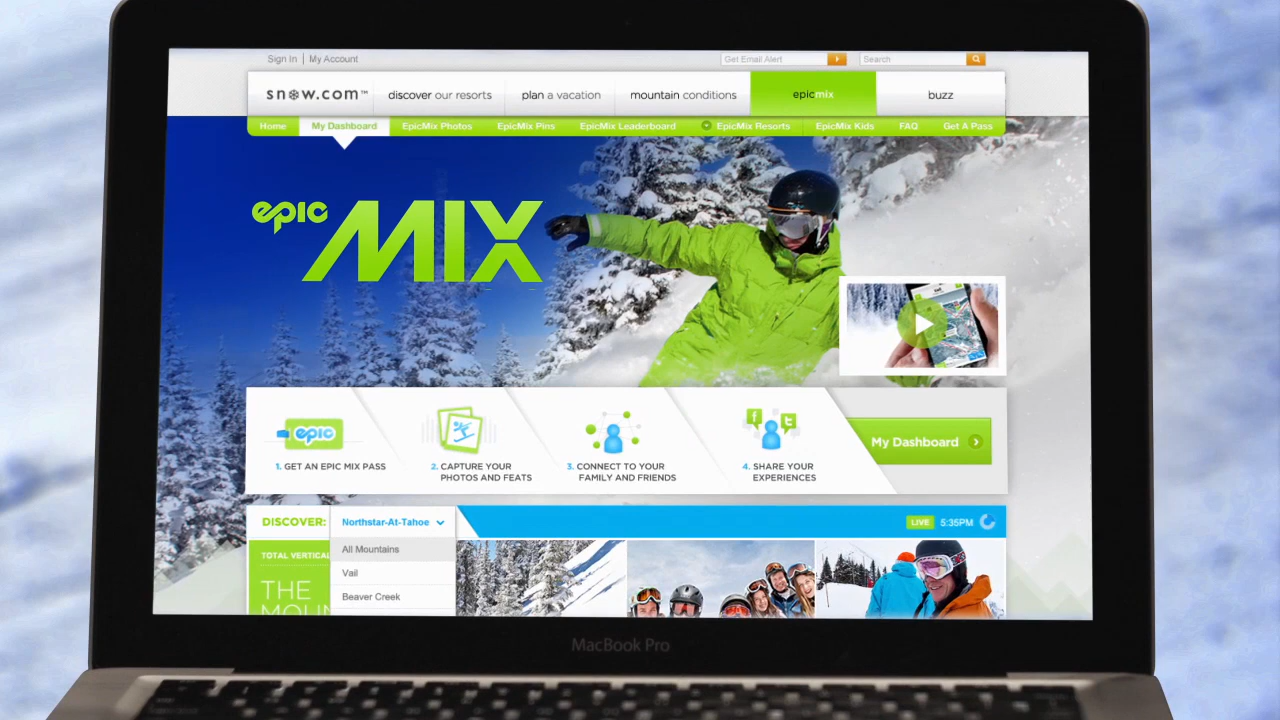 Sign In | My Account
Get Email Alert
Search
snow.com™
discover our resorts
plan a vacation
mountain conditions
epicmix
buzz
Home
My Dashboard
EpicMix Photos
EpicMix Pins
EpicMix Leaderboard
EpicMix Resorts
EpicMix Kids
FAQ
Get A Pass
epic MIX
epic
1. GET AN EPIC MIX PASS
2. CAPTURE YOUR
PHOTOS AND FEATS
3. CONNECT TO YOUR
FAMILY AND FRIENDS
4. SHARE YOUR
EXPERIENCES
My Dashboard
DISCOVER:
Northstar-At-Tahoe
LIVE
5:35PM
All Mountains
Vail
Beaver Creek
TOTAL VERTICAL
THE
MacBook Pro